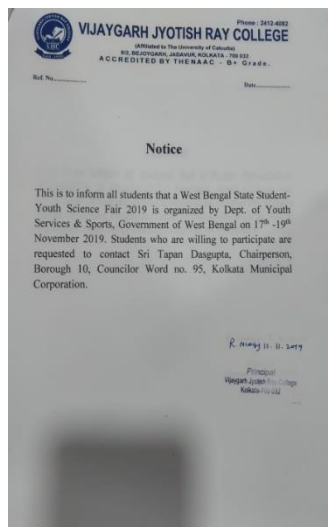 Phone : 2412-4082
VIJAYGARH JYOTISH RAY COLLEGE
(Affiliated to The University of Calcutta)
8/2, BEJOYGARH, JADAVUR, KOLKATA - 700 032
ACCREDITED BY THENAAC - B+ Grade.
Ref. No.
Date
Notice
This is to inform all students that a West Bengal State Student-
Youth Science Fair 2019 is organized by Dept. of Youth
Services & Sports, Government of West Bengal on 17th -19th
November 2019. Students who are willing to participate are
requested to contact Sri Tapan Dasgupta, Chairperson,
Borough 10, Councilor Word no. 95, Kolkata Municipal
Corporation.
R. 11.11.2019
Principal
Vijaygarh Jyotish Ray College
Kolkata-700 032